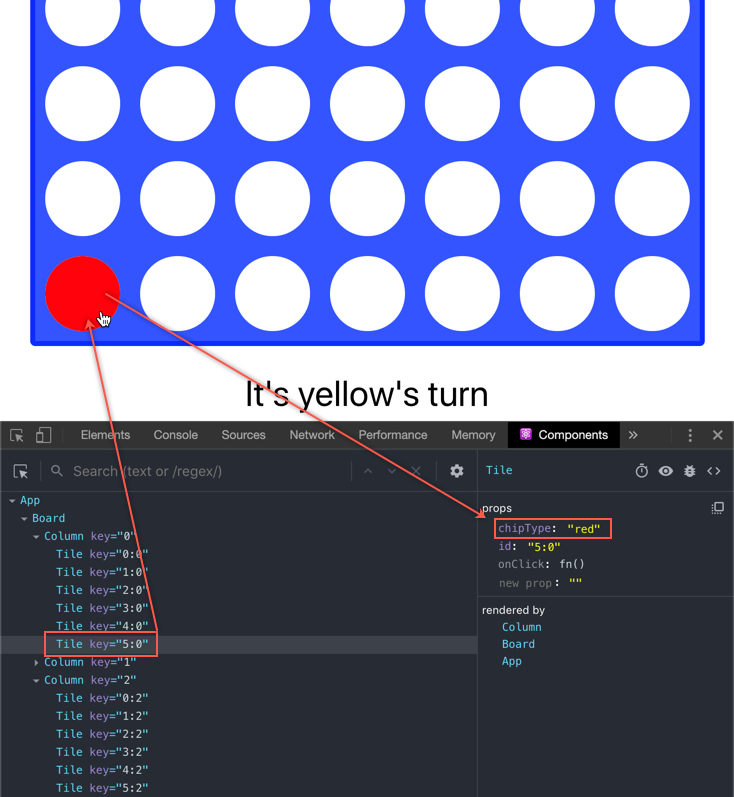 It's yellow's turn
Elements Console Sources Network Performance Memory Components »
Search (text or /regex/)
Tile
App
Board
Column key="0"
Tile key="0:0"
Tile key="1:0"
Tile key="2:0"
Tile key="3:0"
Tile key="4:0"
Tile key="5:0"
Column key="1"
Column key="2"
Tile key="0:2"
Tile key="1:2"
Tile key="2:2"
Tile key="3:2"
Tile key="4:2"
Tile key="5:2"
props
chipType: "red"
id: "5:0"
onClick: fn()
new prop: ""
rendered by
Column
Board
App